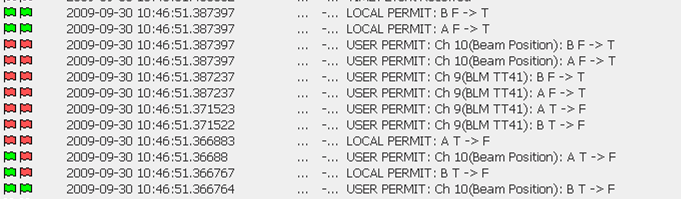 2009-09-30 10:46:51.387397 ... -... LOCAL PERMIT: B F -> T
2009-09-30 10:46:51.387397 ... -... LOCAL PERMIT: A F -> T
2009-09-30 10:46:51.387397 ... -... USER PERMIT: Ch 10(Beam Position): B F -> T
2009-09-30 10:46:51.387397 ... -... USER PERMIT: Ch 10(Beam Position): A F -> T
2009-09-30 10:46:51.387237 ... -... USER PERMIT: Ch 9(BLM TT41): B F -> T
2009-09-30 10:46:51.387237 ... -... USER PERMIT: Ch 9(BLM TT41): A F -> T
2009-09-30 10:46:51.371523 ... -... USER PERMIT: Ch 9(BLM TT41): A T -> F
2009-09-30 10:46:51.371522 ... -... USER PERMIT: Ch 9(BLM TT41): B T -> F
2009-09-30 10:46:51.366883 ... -... LOCAL PERMIT: A T -> F
2009-09-30 10:46:51.36688 ... -... USER PERMIT: Ch 10(Beam Position): A T -> F
2009-09-30 10:46:51.366767 ... -... LOCAL PERMIT: B T -> F
2009-09-30 10:46:51.366764 ... -... USER PERMIT: Ch 10(Beam Position): B T -> F